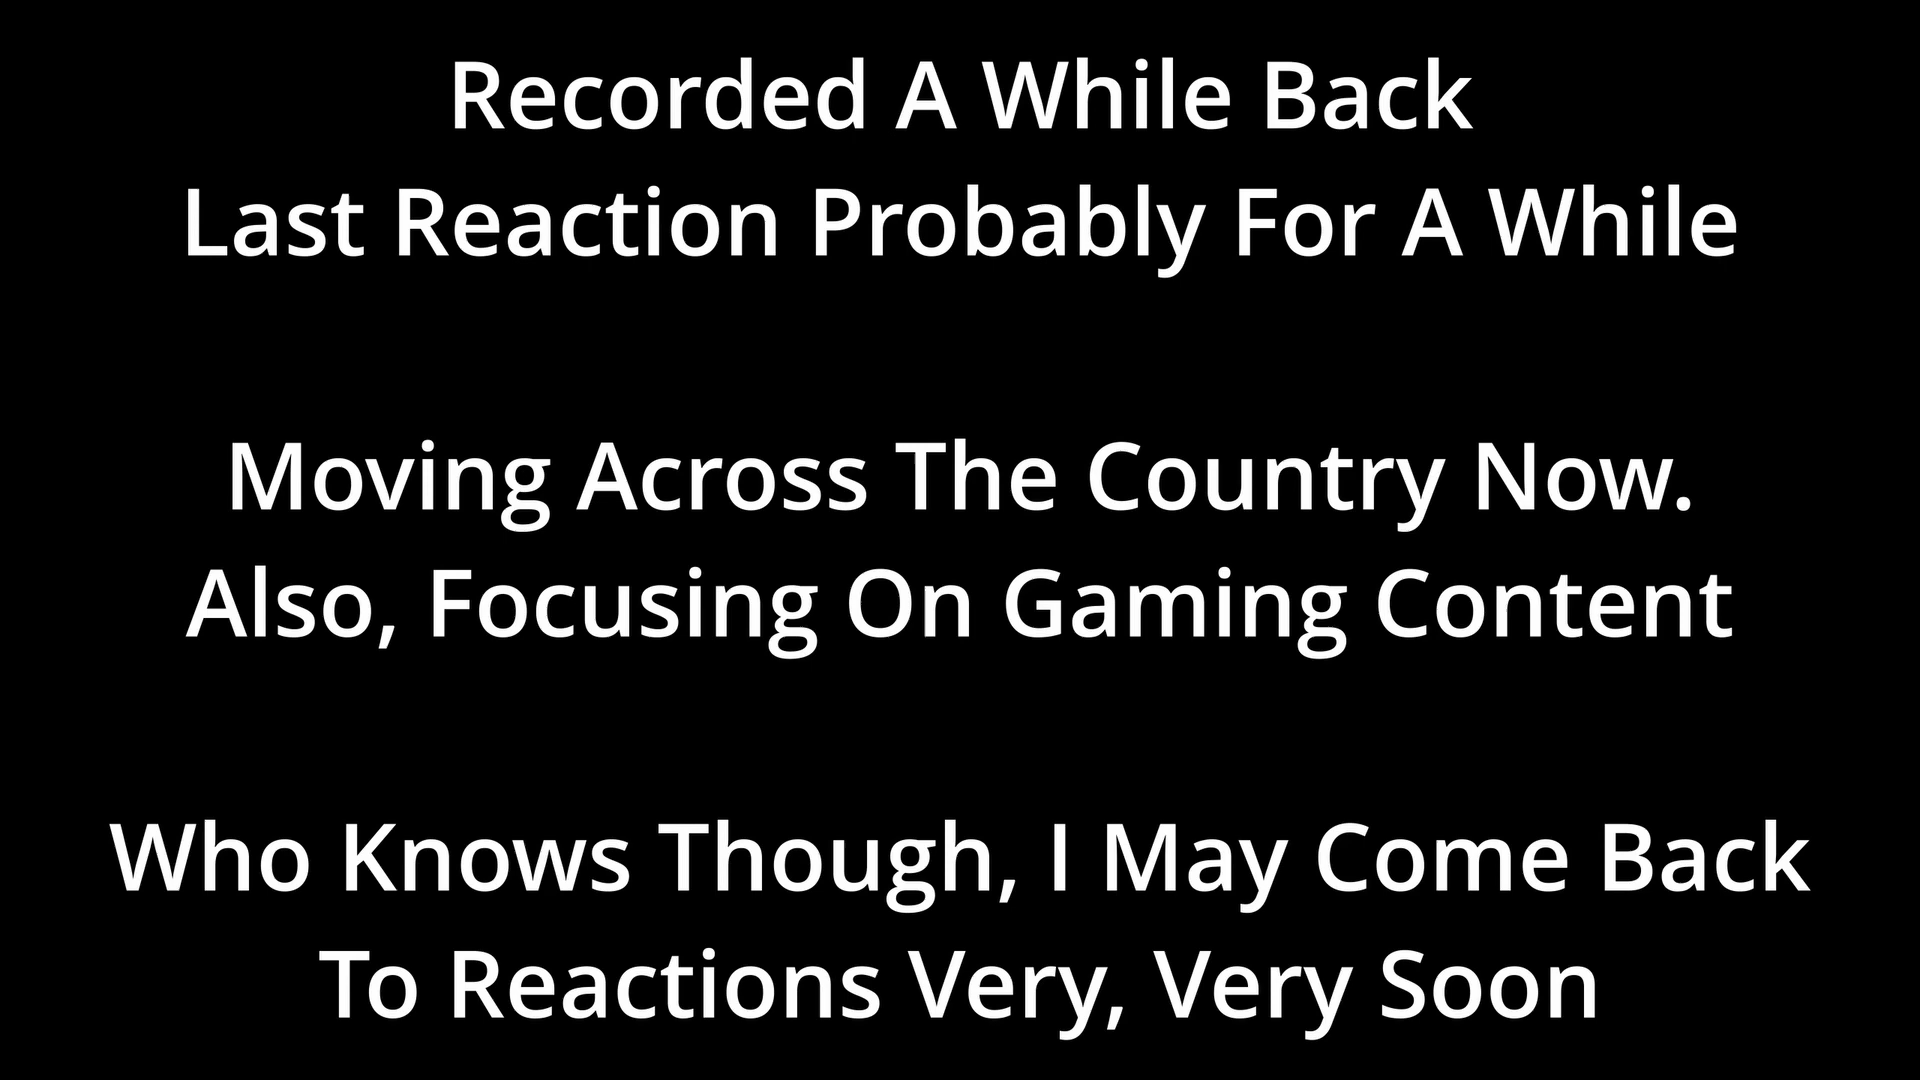 Recorded A While Back
Last Reaction Probably For A While
Moving Across The Country Now.
Also, Focusing On Gaming Content
Who Knows Though, I May Come Back
To Reactions Very, Very Soon